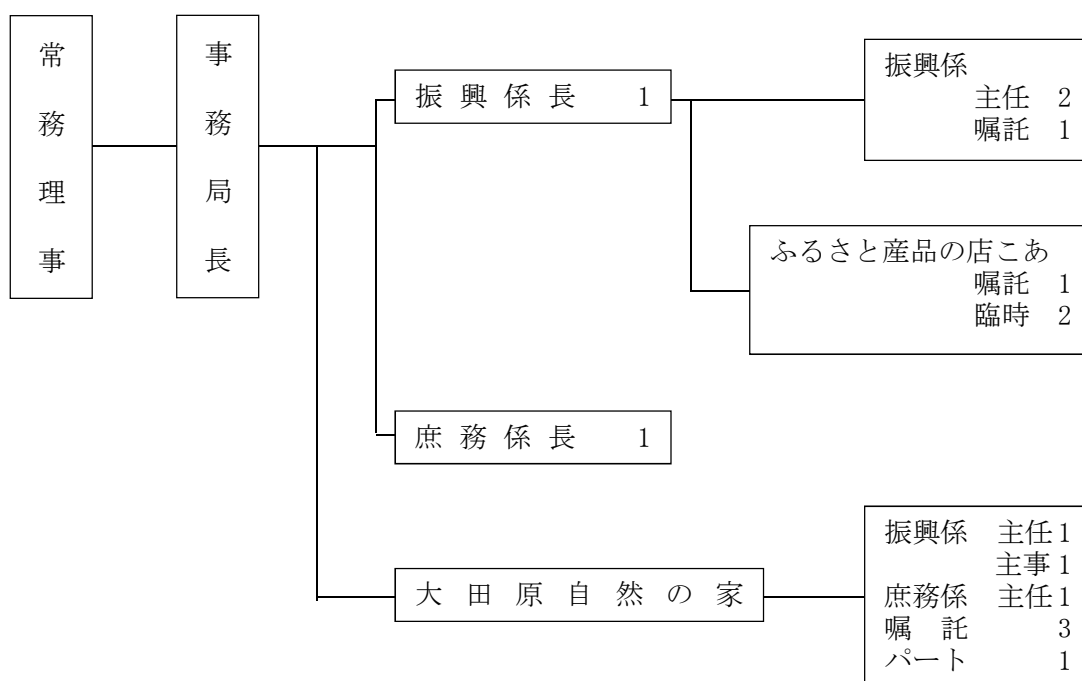 常務理事
事務局長
振興係長 1
振興係
主任 2
嘱託 1
ふるさと産品の店こあ
嘱託 1
臨時 2
庶務係長 1
大田原自然の家
振興係 主任1
主事1
庶務係 主任1
嘱託 3
パート 1